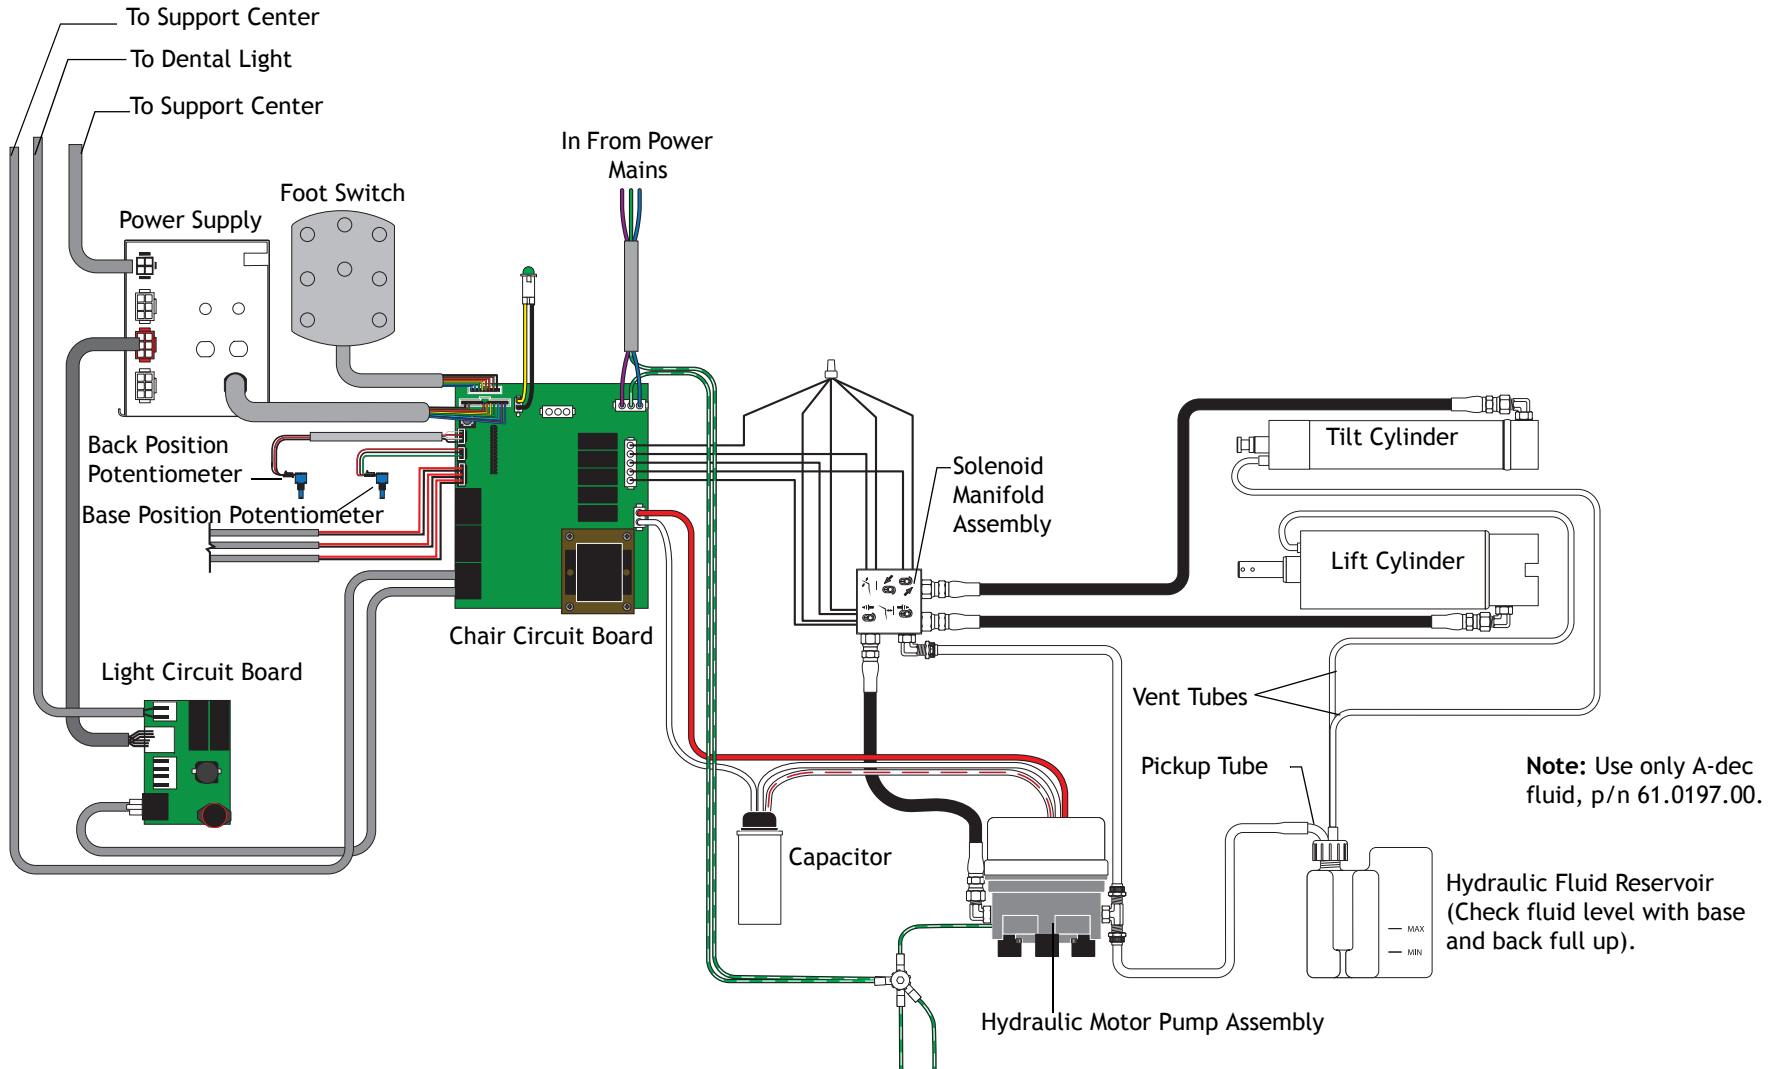 To Support Center
To Dental Light
To Support Center
In From Power
Mains
Foot Switch
Power Supply
Back Position
Potentiometer
Base Position Potentiometer
Solenoid
Manifold
Assembly
Tilt Cylinder
Lift Cylinder
Chair Circuit Board
Light Circuit Board
Vent Tubes
Pickup Tube
Note: Use only A-dec
fluid, p/n 61.0197.00.
Capacitor
Hydraulic Fluid Reservoir
(Check fluid level with base
and back full up).
MAX
MIN
Hydraulic Motor Pump Assembly